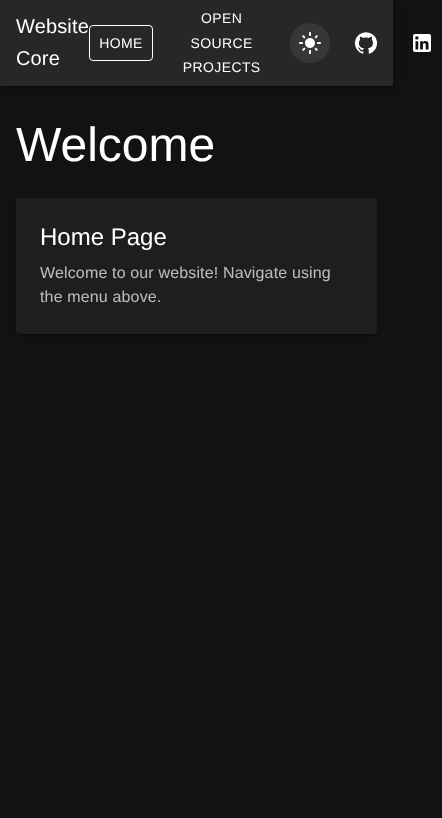 Website
Core
HOME
OPEN
SOURCE
PROJECTS
Welcome
Home Page
Welcome to our website! Navigate using
the menu above.